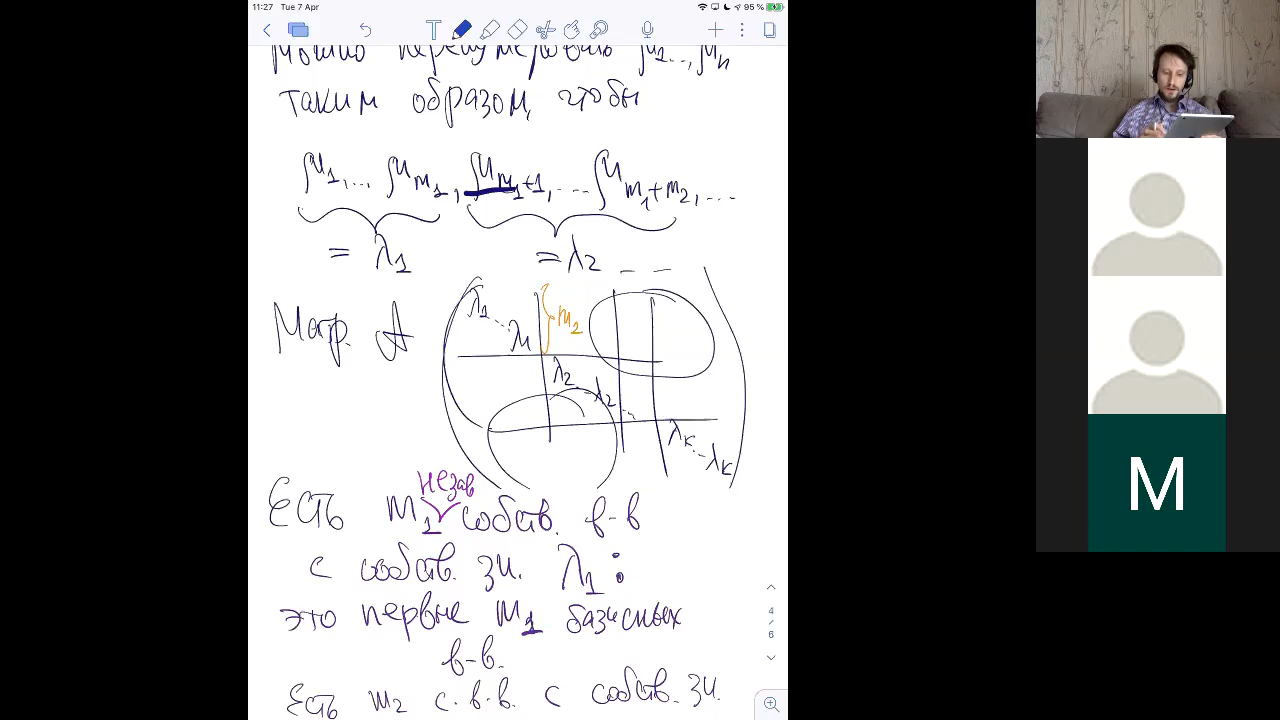 11:27 Tue 7 Apr
95 %
можно перенумеровать μ1..., μn
таким образом, чтобы
μ1,... μm1, μm1+1, ... μm1+m2, ...
= λ1 = λ2
Матр. A
λ1 ... λ1 m2
λ2 ... λ2 ...
λk ... λk
незав
Есть m1 собств. в-в
с собств. зн. λ1:
это первые m1 базисных
в-в.
Есть m2 с.в-в. с собств. зн.
4
/
6
M